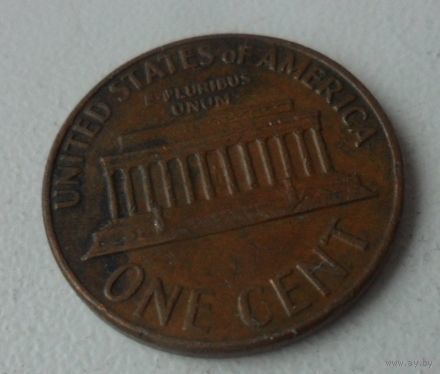 UNITED STATES OF AMERICA
E·PLURIBUS
UNUM
ONE CENT
www.ay.by